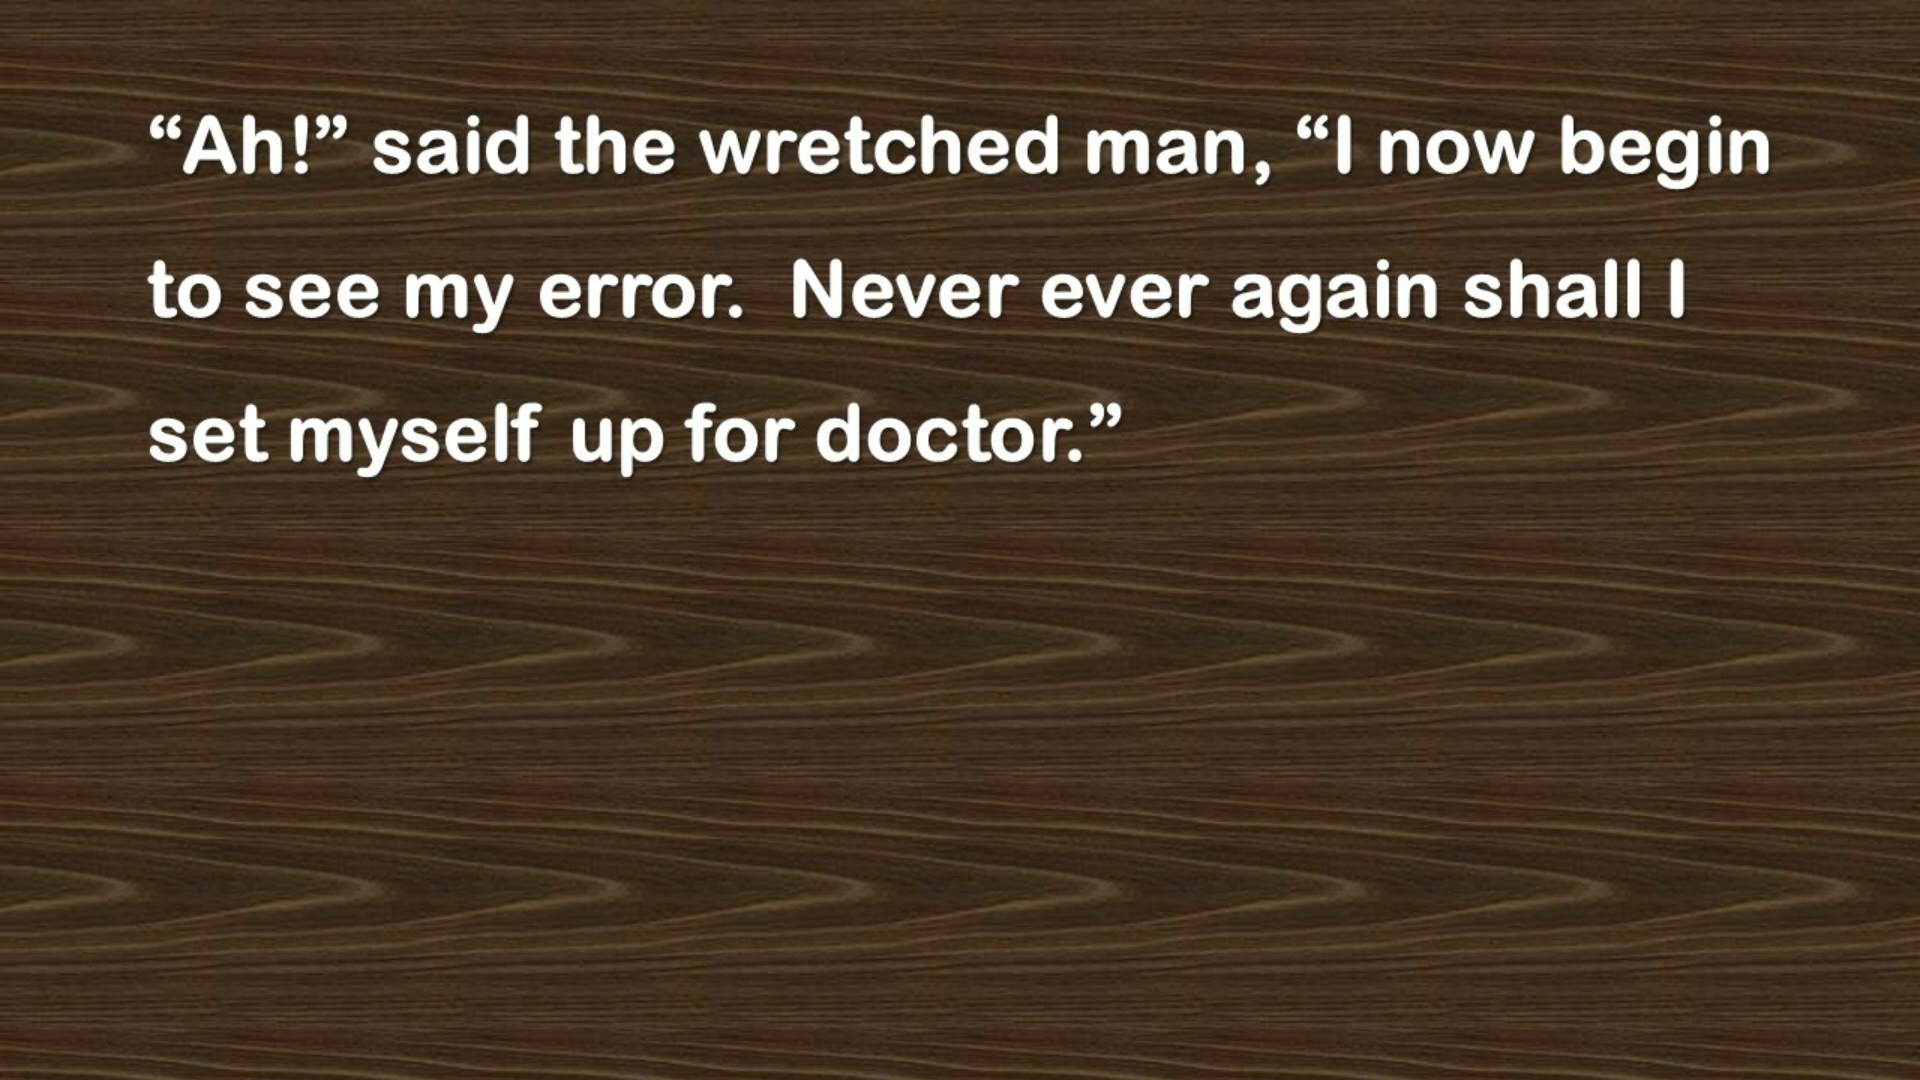 “Ah!” said the wretched man, “I now begin
to see my error.  Never ever again shall I
set myself up for doctor.”